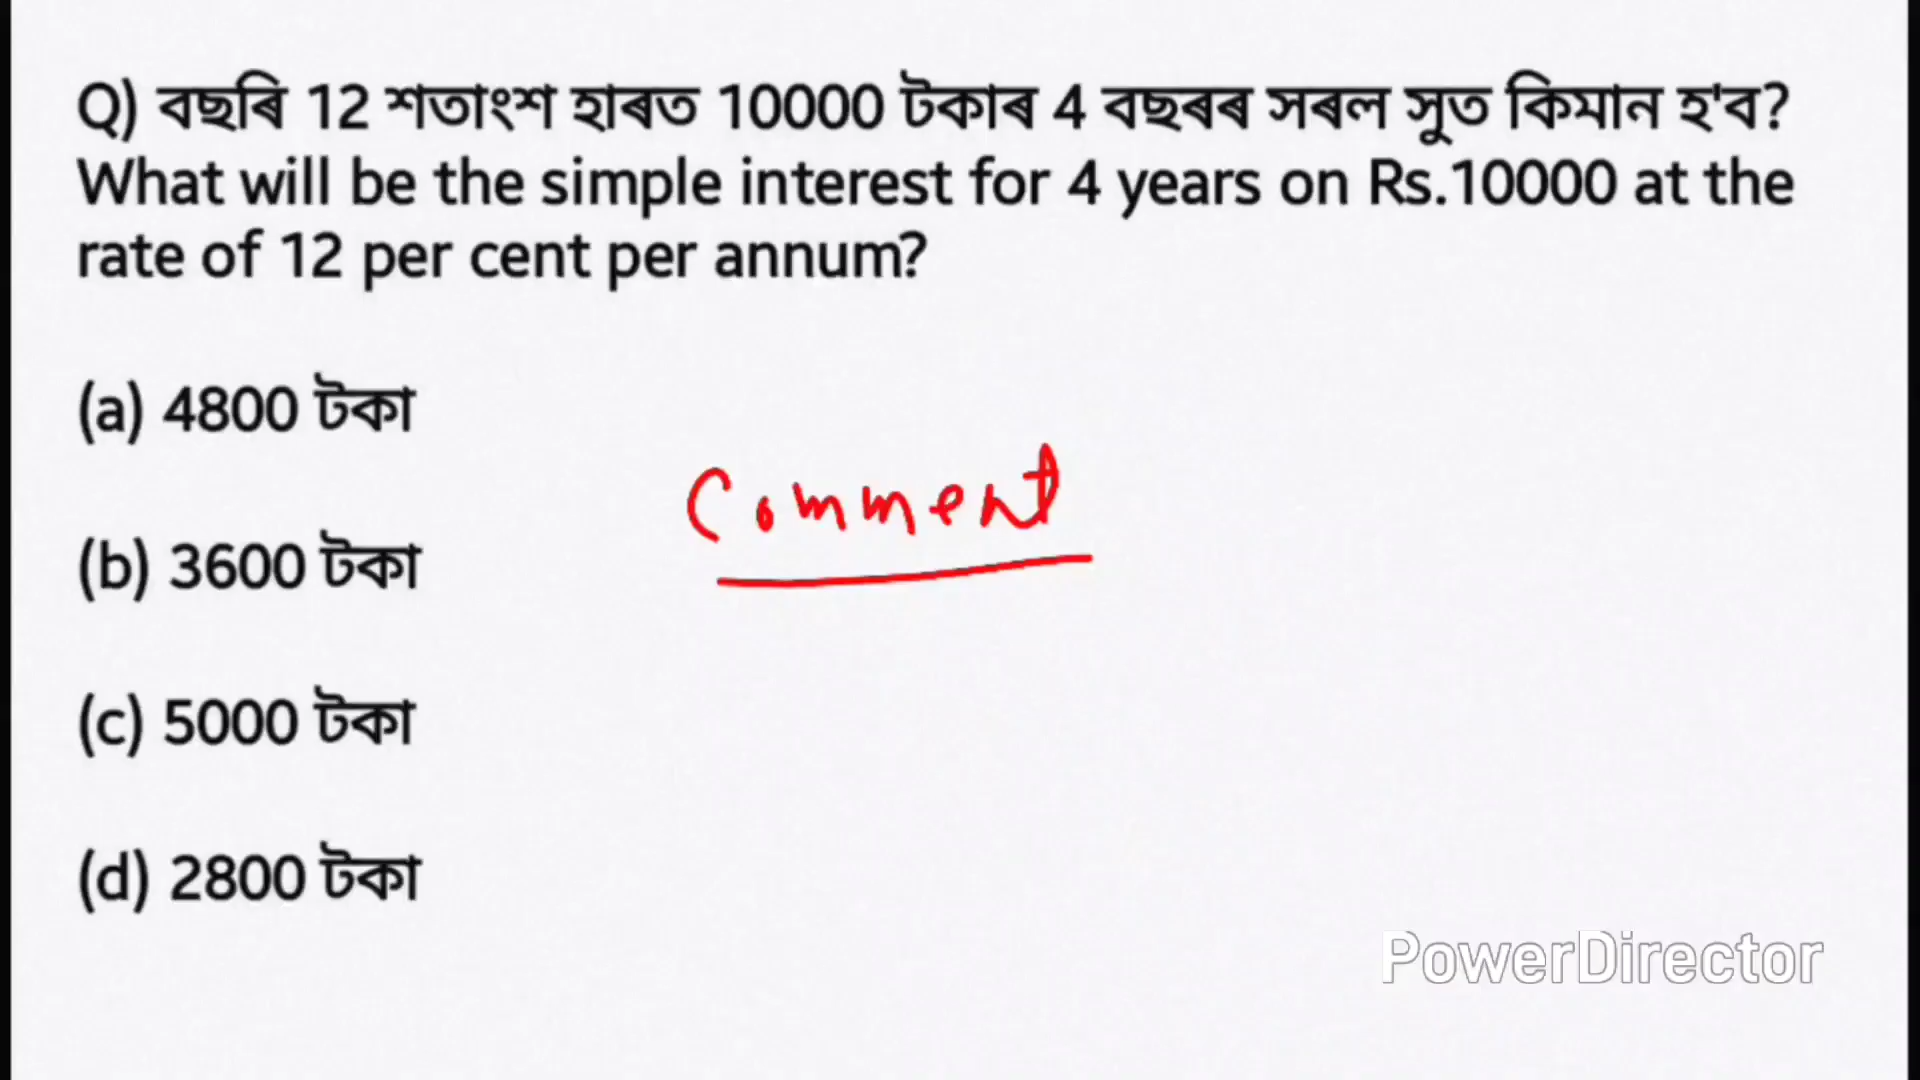 Q) বছৰি 12 শতাংশ হাৰত 10000 টকাৰ 4 বছৰৰ সৰল সুত কিমান হ'ব?
What will be the simple interest for 4 years on Rs.10000 at the
rate of 12 per cent per annum?
(a) 4800 টকা
Comment
(b) 3600 টকা
(c) 5000 টকা
(d) 2800 টকা
PowerDirector